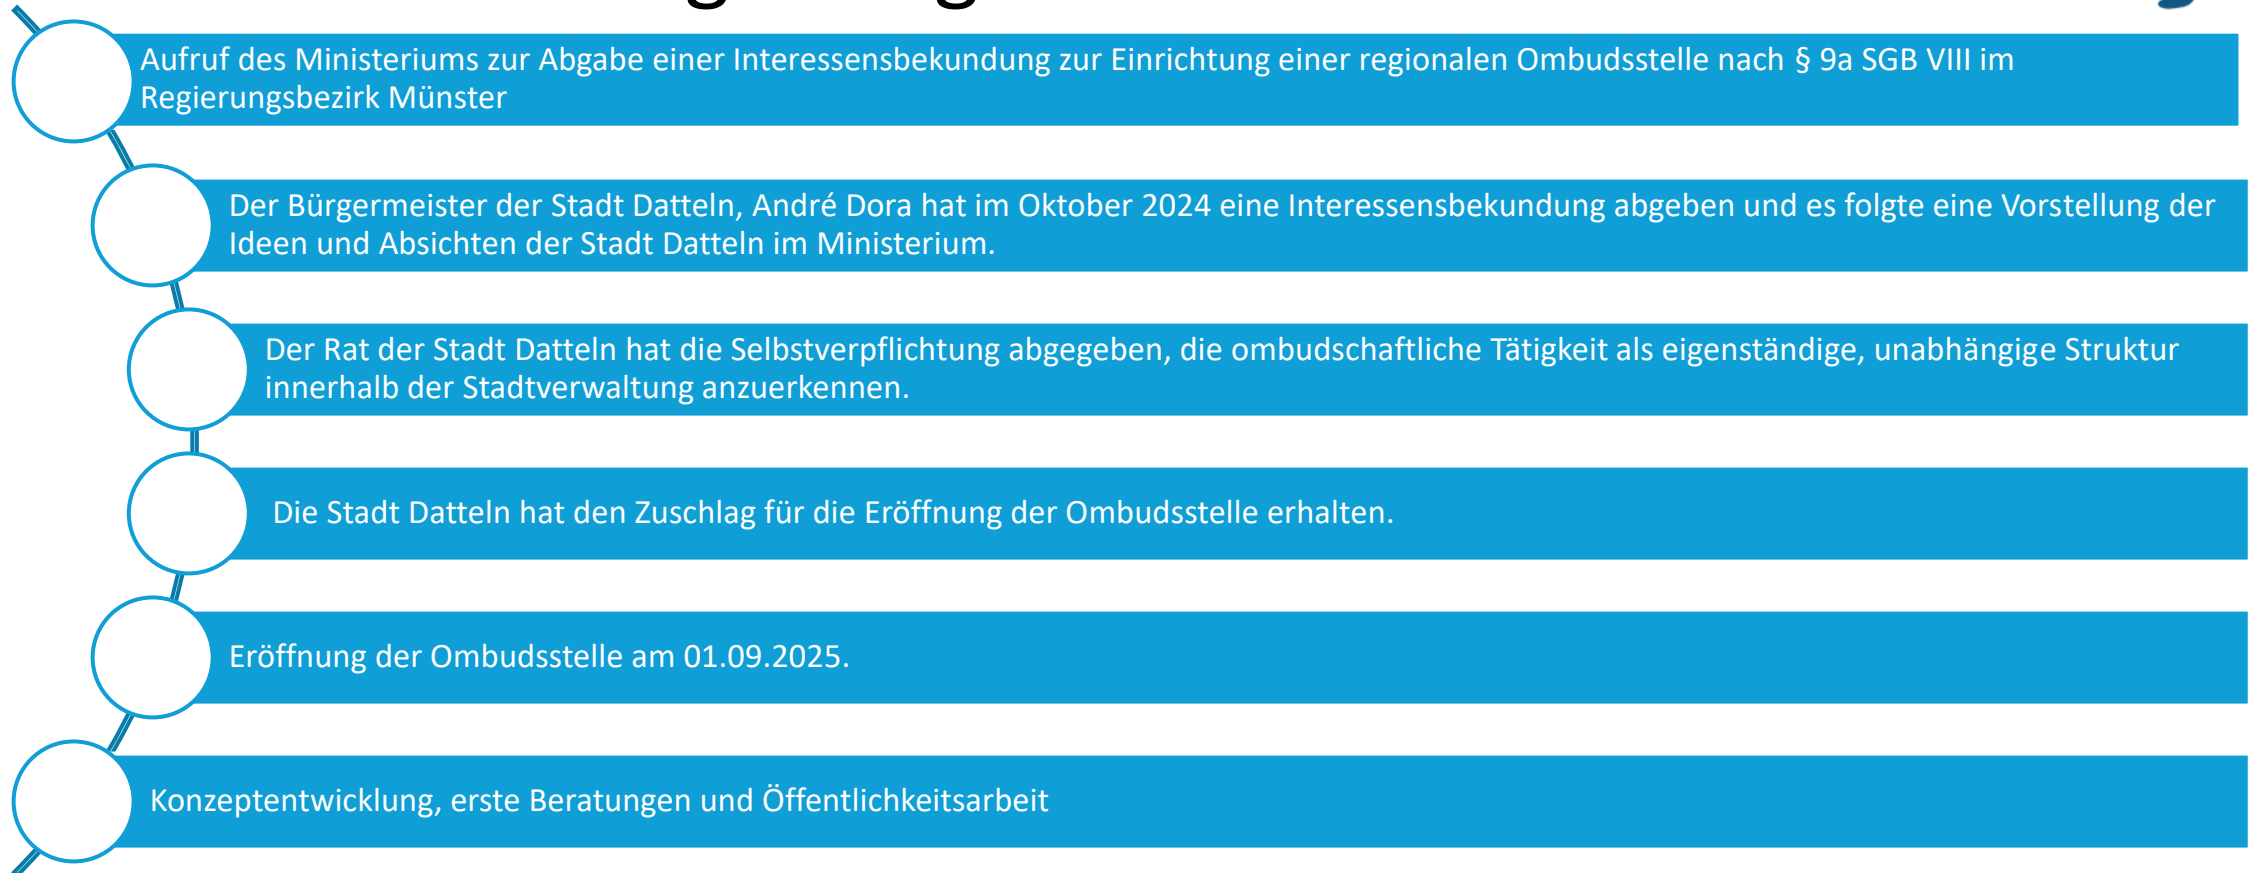 Aufruf des Ministeriums zur Abgabe einer Interessensbekundung zur Einrichtung einer regionalen Ombudsstelle nach § 9a SGB VIII im
Regierungsbezirk Münster
Der Bürgermeister der Stadt Datteln, André Dora hat im Oktober 2024 eine Interessensbekundung abgeben und es folgte eine Vorstellung der
Ideen und Absichten der Stadt Datteln im Ministerium.
Der Rat der Stadt Datteln hat die Selbstverpflichtung abgegeben, die ombudschaftliche Tätigkeit als eigenständige, unabhängige Struktur
innerhalb der Stadtverwaltung anzuerkennen.
Die Stadt Datteln hat den Zuschlag für die Eröffnung der Ombudsstelle erhalten.
Eröffnung der Ombudsstelle am 01.09.2025.
Konzeptentwicklung, erste Beratungen und Öffentlichkeitsarbeit